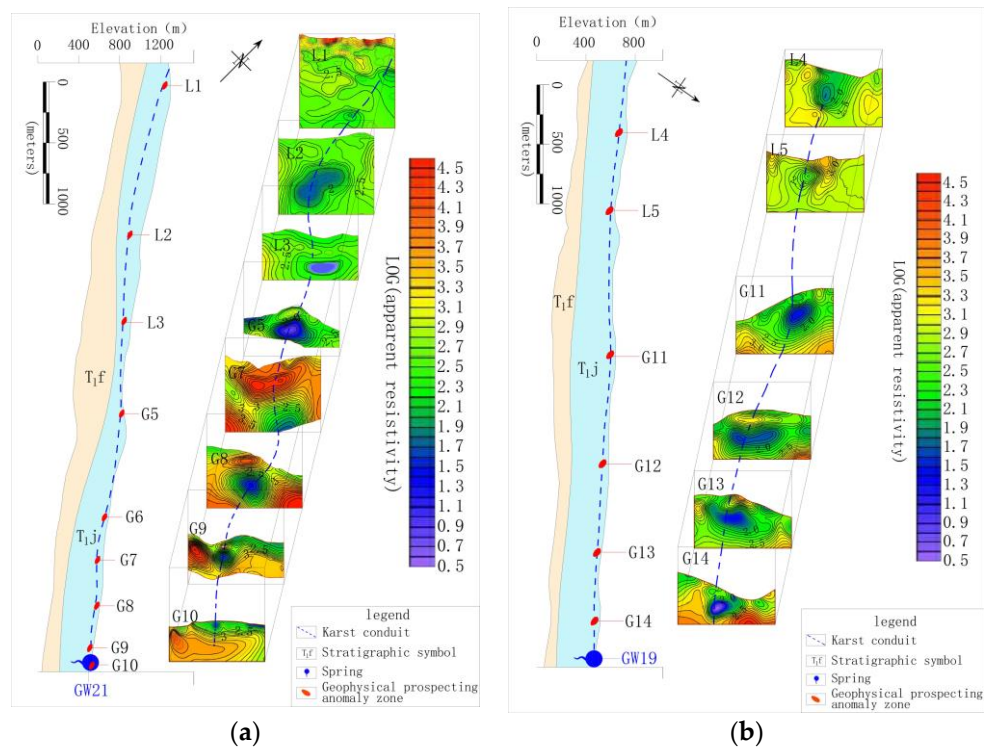 Elevation (m)
0 400 800 1200
N
0
500
1000
(meters)
L1
L2
L3
G5
G6
G7
G8
G9
G10
T₁f
T₁j
GW21
L1
L2
L3
G5
G7
G8
G9
G10
LOG(apparent resistivity)
4.5
4.3
4.1
3.9
3.7
3.5
3.3
3.1
2.9
2.7
2.5
2.3
2.1
1.9
1.7
1.5
1.3
1.1
0.9
0.7
0.5
legend
Karst conduit
T₁f Stratigraphic symbol
Spring
Geophysical prospecting
anomaly zone
(a)
Elevation (m)
0 400 800
N
0
500
1000
(meters)
L4
L5
G11
G12
G13
G14
T₁f
T₁j
GW19
L4
L5
G11
G12
G13
G14
LOG(apparent resistivity)
4.5
4.3
4.1
3.9
3.7
3.5
3.3
3.1
2.9
2.7
2.5
2.3
2.1
1.9
1.7
1.5
1.3
1.1
0.9
0.7
0.5
legend
Karst conduit
T₁f Stratigraphic symbol
Spring
Geophysical prospecting
anomaly zone
(b)